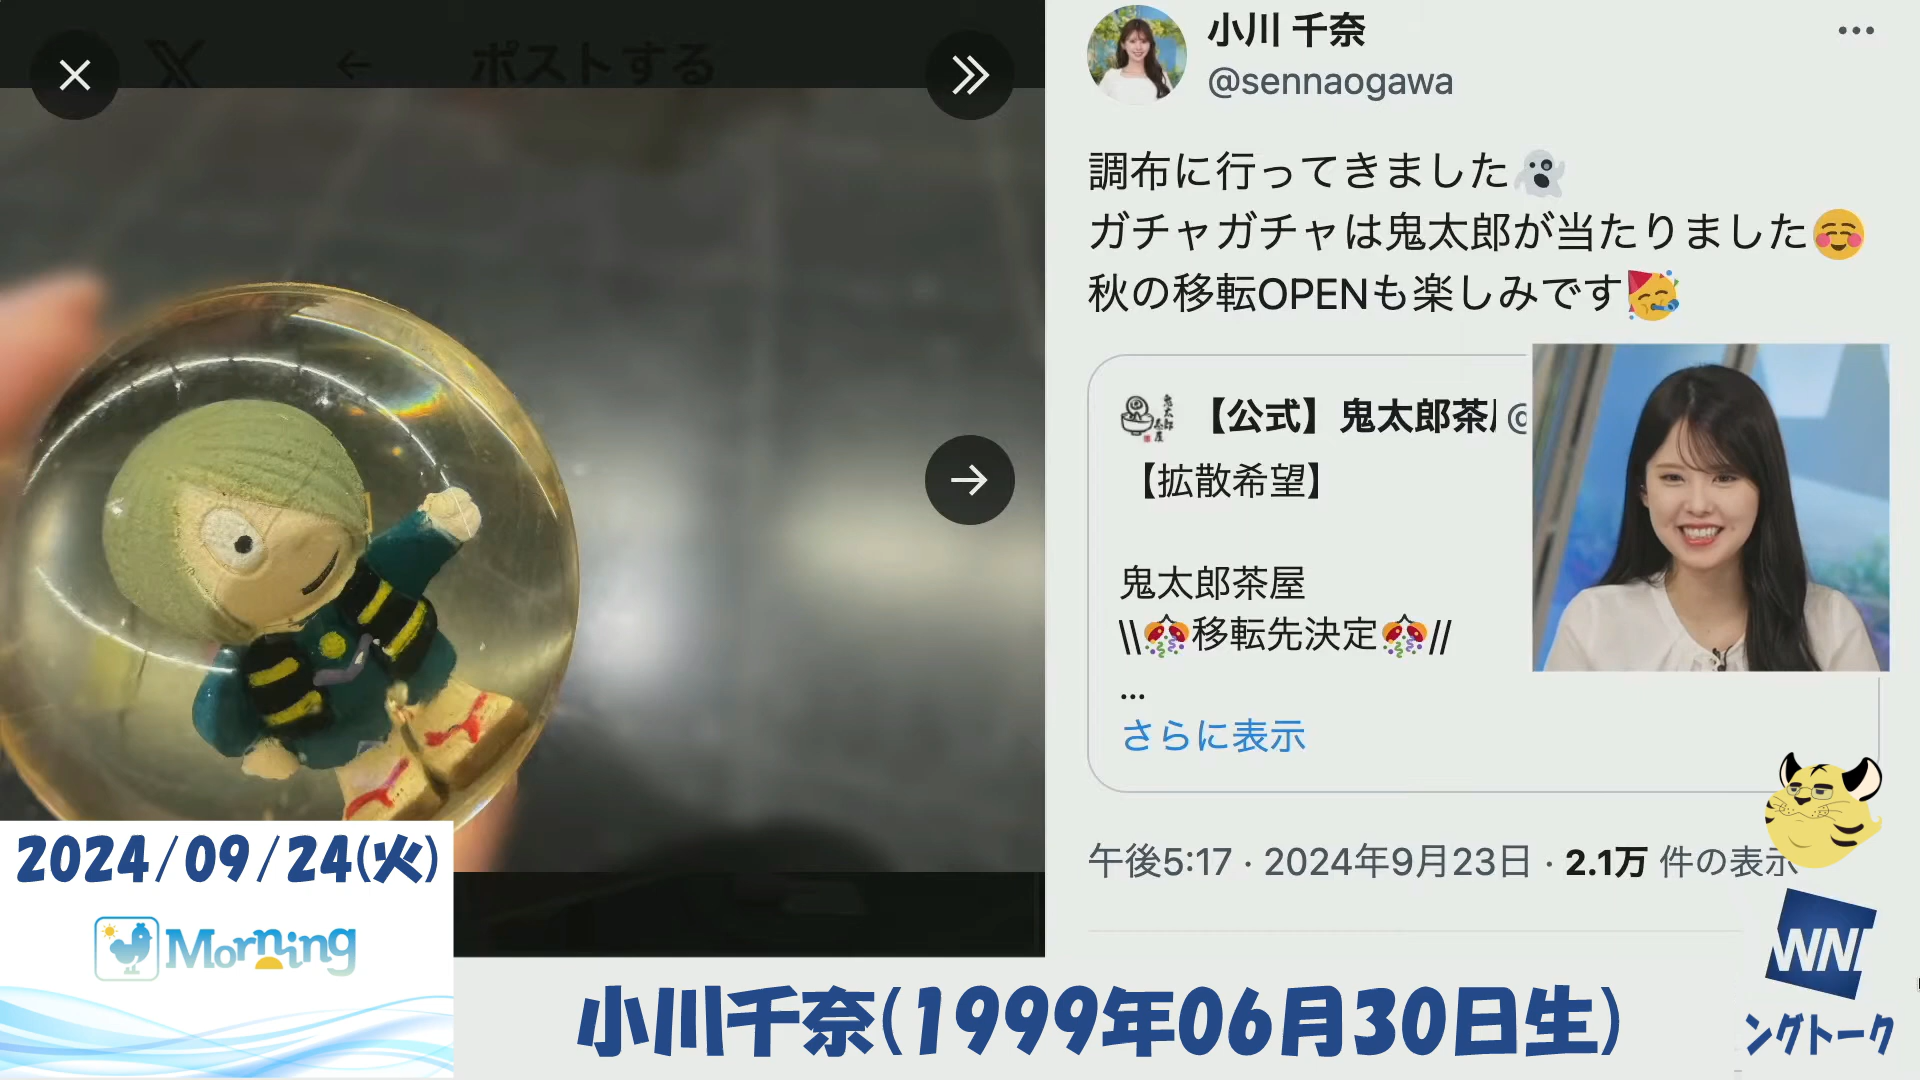 ポストする
小川 千奈
@sennaogawa
調布に行ってきました👻
ガチャガチャは鬼太郎が当たりました☺️
秋の移転OPENも楽しみです🥳
【公式】鬼太郎茶
【拡散希望】
鬼太郎茶屋
\\🎊移転先決定🎊//
...
さらに表示
午後5:17 · 2024年9月23日 · 2.1万 件の表示
2024/09/24(火)
Morning
小川千奈(1999年06月30日生)
WNI
ングトーク